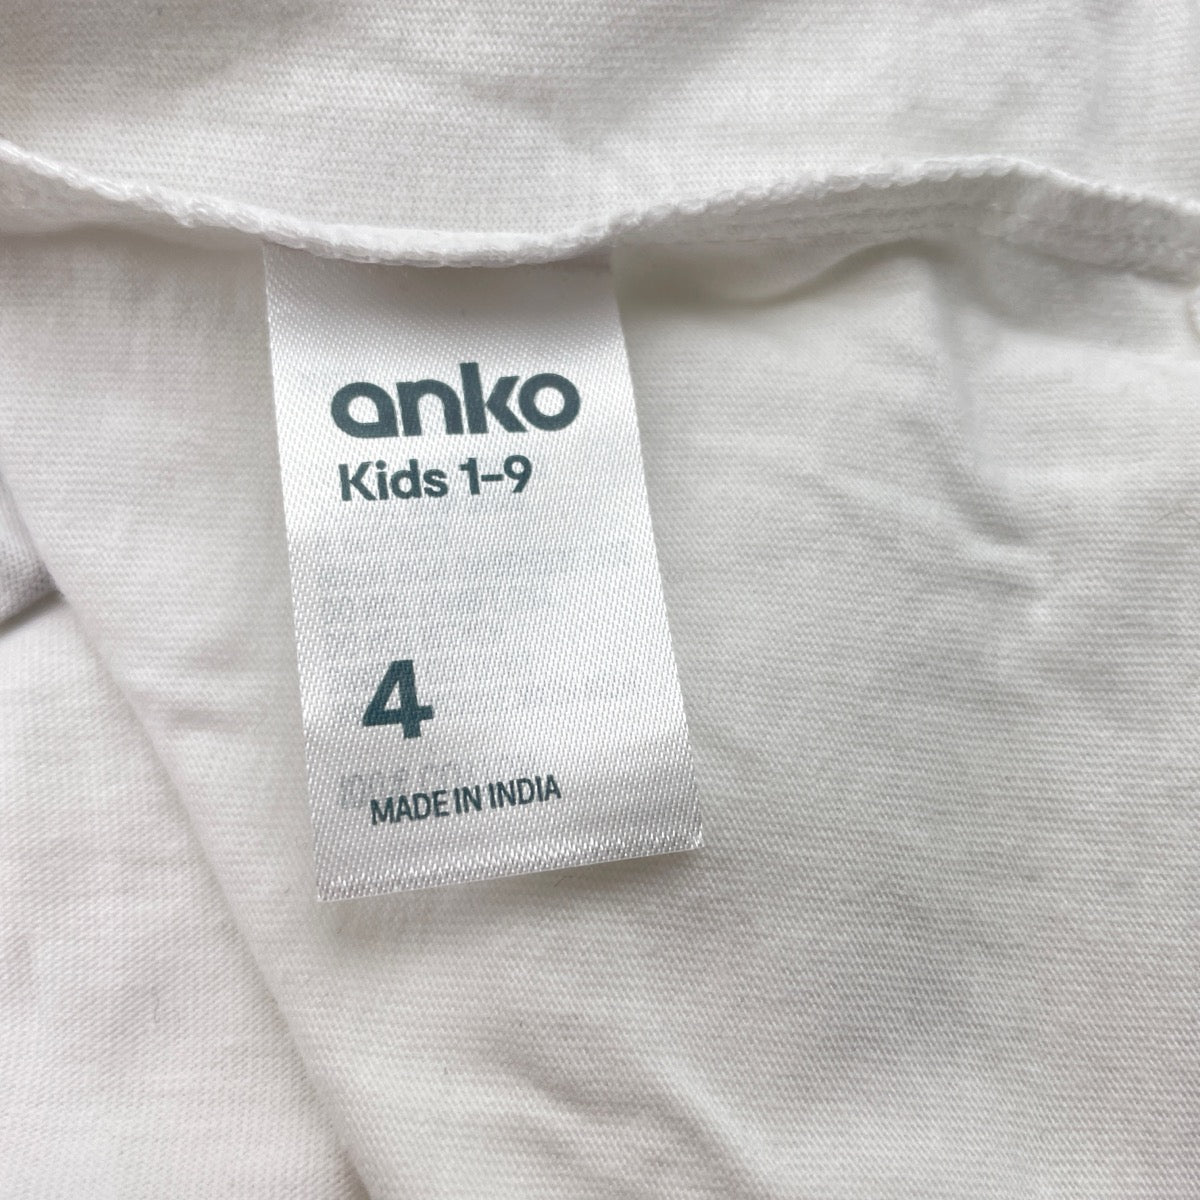 anko
Kids 1-9
4
MADE IN INDIA